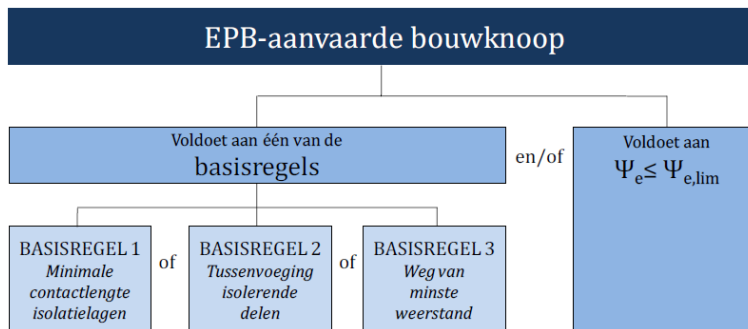 EPB-aanvaarde bouwknoop
Voldoet aan één van de
basisregels
en/of
Voldoet aan
Ψe ≤ Ψe,lim
BASISREGEL 1
Minimale
contactlengte
isolatielagen
of
BASISREGEL 2
Tussenvoeging
isolerende
delen
of
BASISREGEL 3
Weg van
minste
weerstand